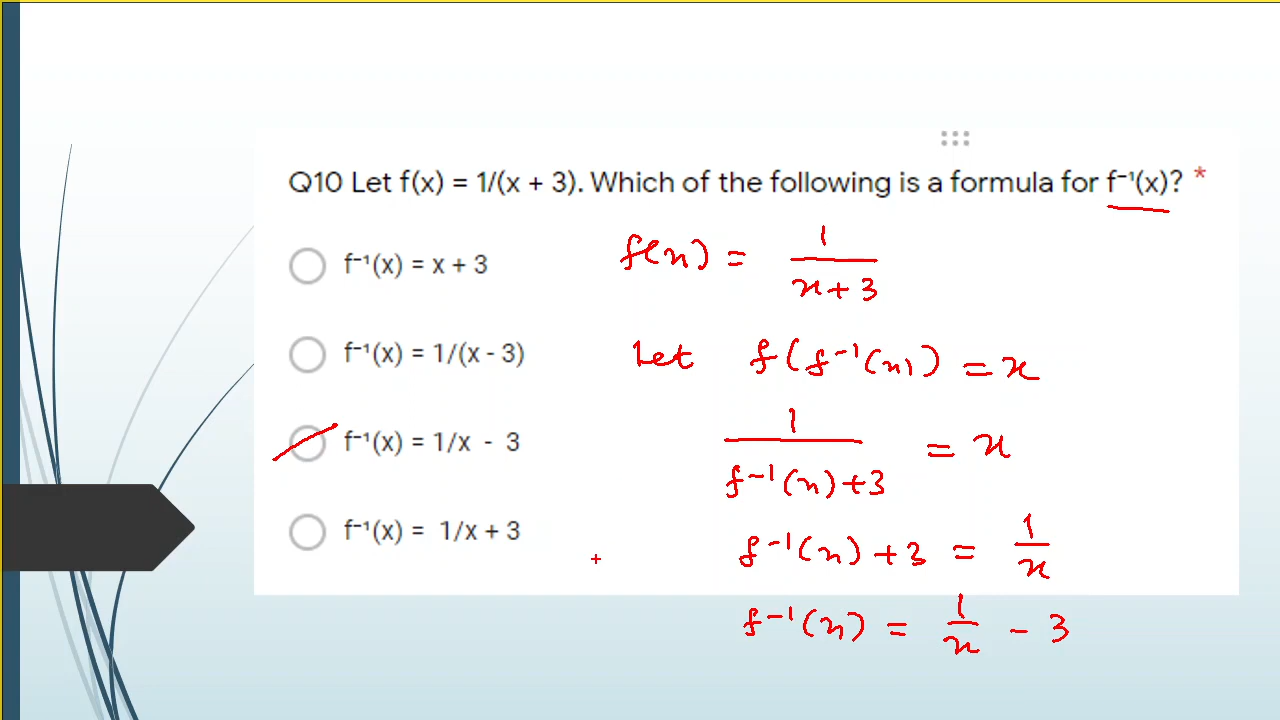 Q10 Let f(x) = 1/(x + 3). Which of the following is a formula for f⁻¹(x)? *
f⁻¹(x) = x + 3
f⁻¹(x) = 1/(x - 3)
f⁻¹(x) = 1/x - 3
f⁻¹(x) = 1/x + 3
f(x) = 1/(x+3)
Let f(f⁻¹(x)) = x
1/(f⁻¹(x)+3) = x
f⁻¹(x)+3 = 1/x
f⁻¹(x) = 1/x - 3